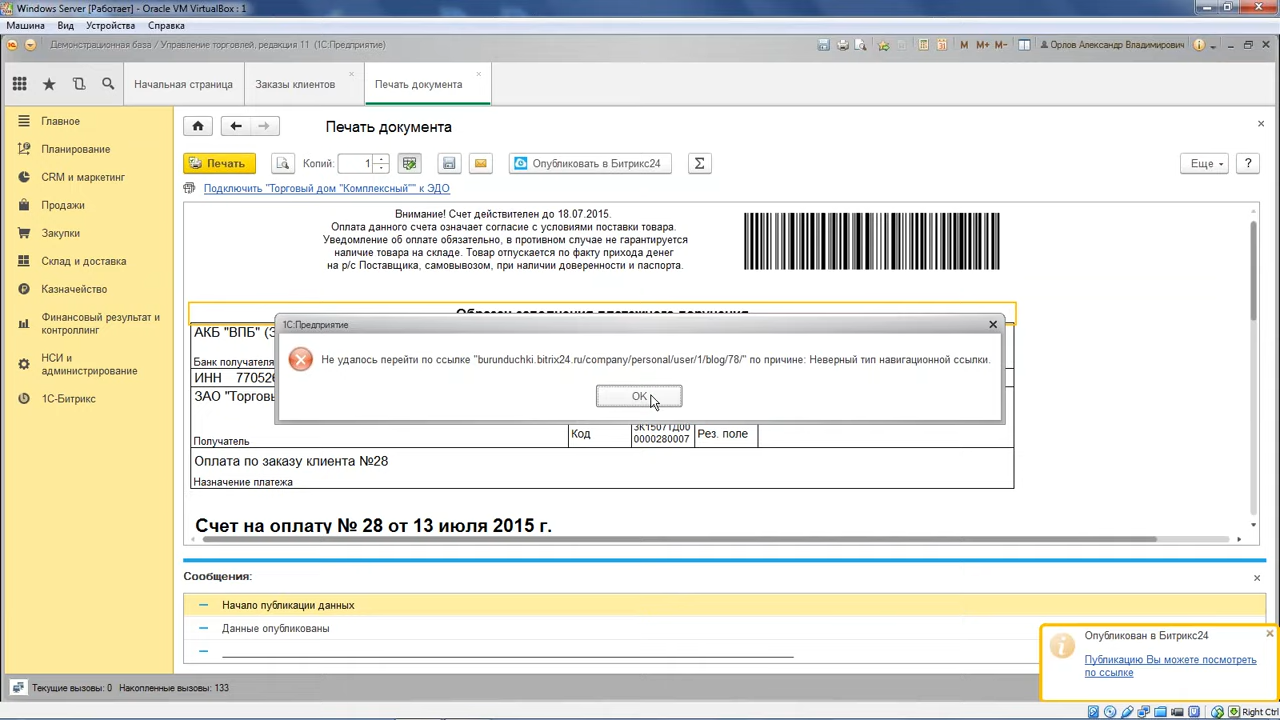 Windows Server [Работает] - Oracle VM VirtualBox : 1
Машина Вид Устройства Справка
Демонстрационная база / Управление торговлей, редакция 11 (1С:Предприятие)
M M+ M- Орлов Александр Владимирович
Начальная страница
Заказы клиентов
Печать документа
Главное
Планирование
CRM и маркетинг
Продажи
Закупки
Склад и доставка
Казначейство
Финансовый результат и
контроллинг
НСИ и
администрирование
1С-Битрикс
Печать документа
Печать
Копий: 1
Опубликовать в Битрикс24
Σ
Еще
?
Подключить "Торговый дом "Комплексный"" к ЭДО
Внимание! Счет действителен до 18.07.2015.
Оплата данного счета означает согласие с условиями поставки товара.
Уведомление об оплате обязательно, в противном случае не гарантируется
наличие товара на складе. Товар отпускается по факту прихода денег
на р/с Поставщика, самовывозом, при наличии доверенности и паспорта.
Образец заполнения платежного поручения
АКБ "ВПБ" (З
Банк получателя
ИНН 770526
ЗАО "Торговы
Получатель
1С:Предприятие
Не удалось перейти по ссылке "burunduchki.bitrix24.ru/company/personal/user/1/blog/78/" по причине: Неверный тип навигационной ссылки.
OK
Код
ЗК1507ТД00
0000280007
Рез. поле
Оплата по заказу клиента №28
Назначение платежа
Счет на оплату № 28 от 13 июля 2015 г.
Сообщения:
Начало публикации данных
Данные опубликованы
Опубликован в Битрикс24
Публикацию Вы можете посмотреть
по ссылке
Текущие вызовы: 0 Накопленные вызовы: 133
Right Ctrl